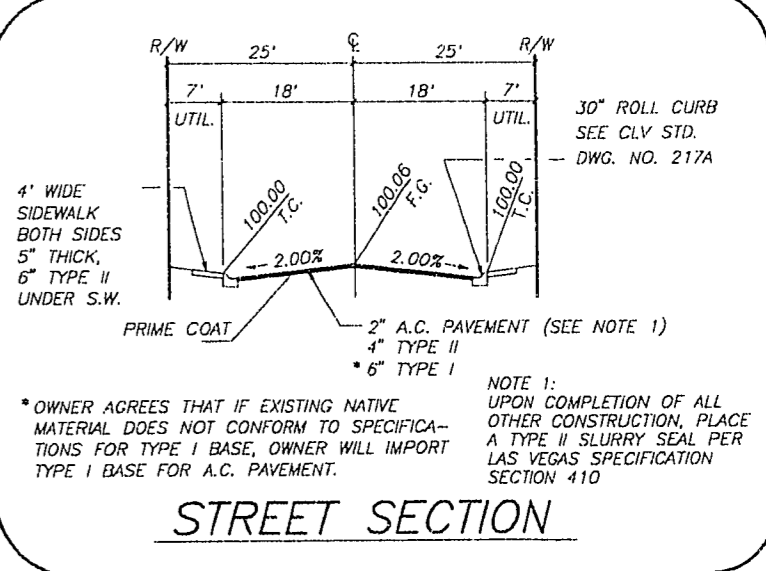 R/W ℄ R/W
25' 25'
7' 18' 18' 7'
UTIL. UTIL.
30" ROLL CURB
SEE CLV STD.
DWG. NO. 217A
4' WIDE
SIDEWALK
BOTH SIDES
5" THICK,
6" TYPE II
UNDER S.W.
100.00
T.C.
100.06
F.G.
100.00
T.C.
2.00% 2.00%
PRIME COAT
2" A.C. PAVEMENT (SEE NOTE 1)
4" TYPE II
* 6" TYPE I
* OWNER AGREES THAT IF EXISTING NATIVE
MATERIAL DOES NOT CONFORM TO SPECIFICA-
TIONS FOR TYPE I BASE, OWNER WILL IMPORT
TYPE I BASE FOR A.C. PAVEMENT.
NOTE 1:
UPON COMPLETION OF ALL
OTHER CONSTRUCTION, PLACE
A TYPE II SLURRY SEAL PER
LAS VEGAS SPECIFICATION
SECTION 410
STREET SECTION